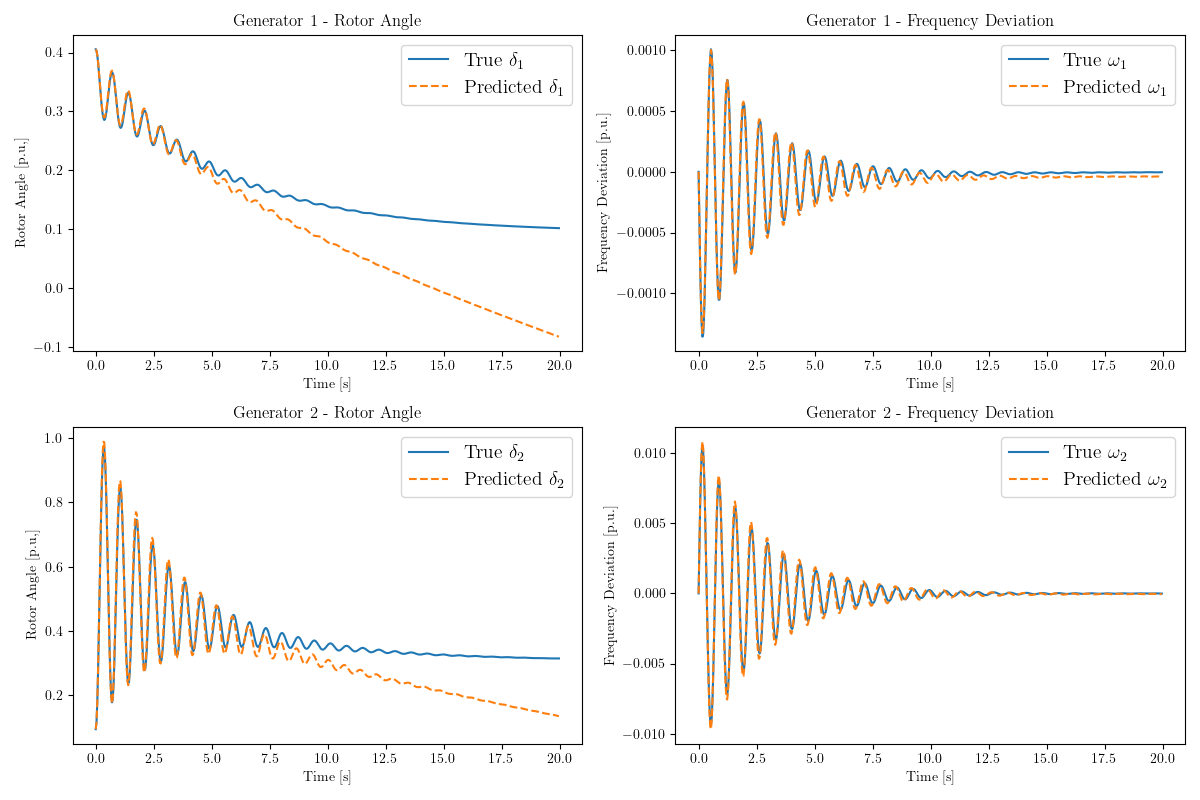 Generator 1 - Rotor Angle
Rotor Angle [p.u,]
0.4
0.3
0.2
0.1
0.0
−0.1
True δ₁
Predicted δ₁
0.0 2.5 5.0 7.5 10.0 12.5 15.0 17.5 20.0
Time [s]
Generator 1 - Frequency Deviation
Frequency Deviation [p.u.]
0.0010
0.0005
0.0000
−0.0005
−0.0010
True ω₁
Predicted ω₁
0.0 2.5 5.0 7.5 10.0 12.5 15.0 17.5 20.0
Time [s]
Generator 2 - Rotor Angle
Rotor Angle [p.u,]
1.0
0.8
0.6
0.4
0.2
True δ₂
Predicted δ₂
0.0 2.5 5.0 7.5 10.0 12.5 15.0 17.5 20.0
Time [s]
Generator 2 - Frequency Deviation
Frequency Deviation [p.u.]
0.010
0.005
0.000
−0.005
−0.010
True ω₂
Predicted ω₂
0.0 2.5 5.0 7.5 10.0 12.5 15.0 17.5 20.0
Time [s]